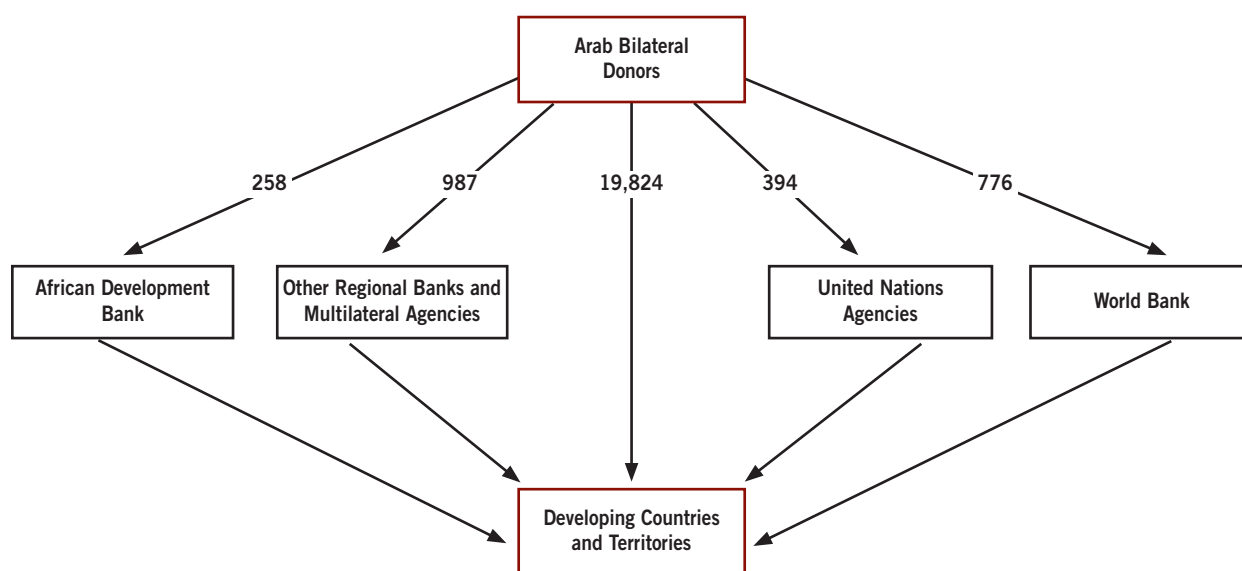 Arab Bilateral
Donors
258
987
19,824
394
776
African Development
Bank
Other Regional Banks and
Multilateral Agencies
United Nations
Agencies
World Bank
Developing Countries
and Territories